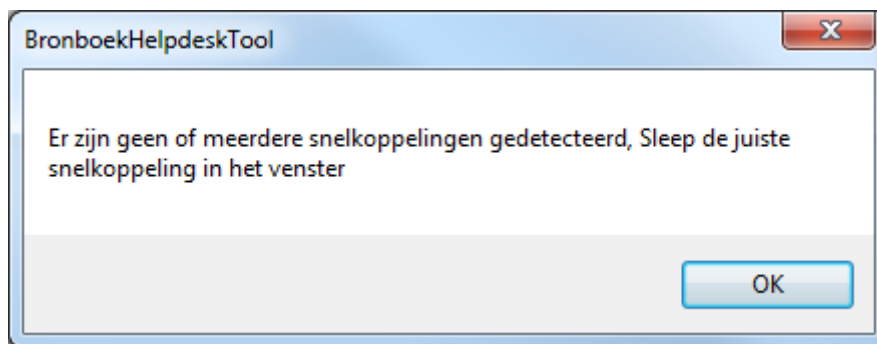 BronboekHelpdeskTool
Er zijn geen of meerdere snelkoppelingen gedetecteerd, Sleep de juiste
snelkoppeling in het venster
OK